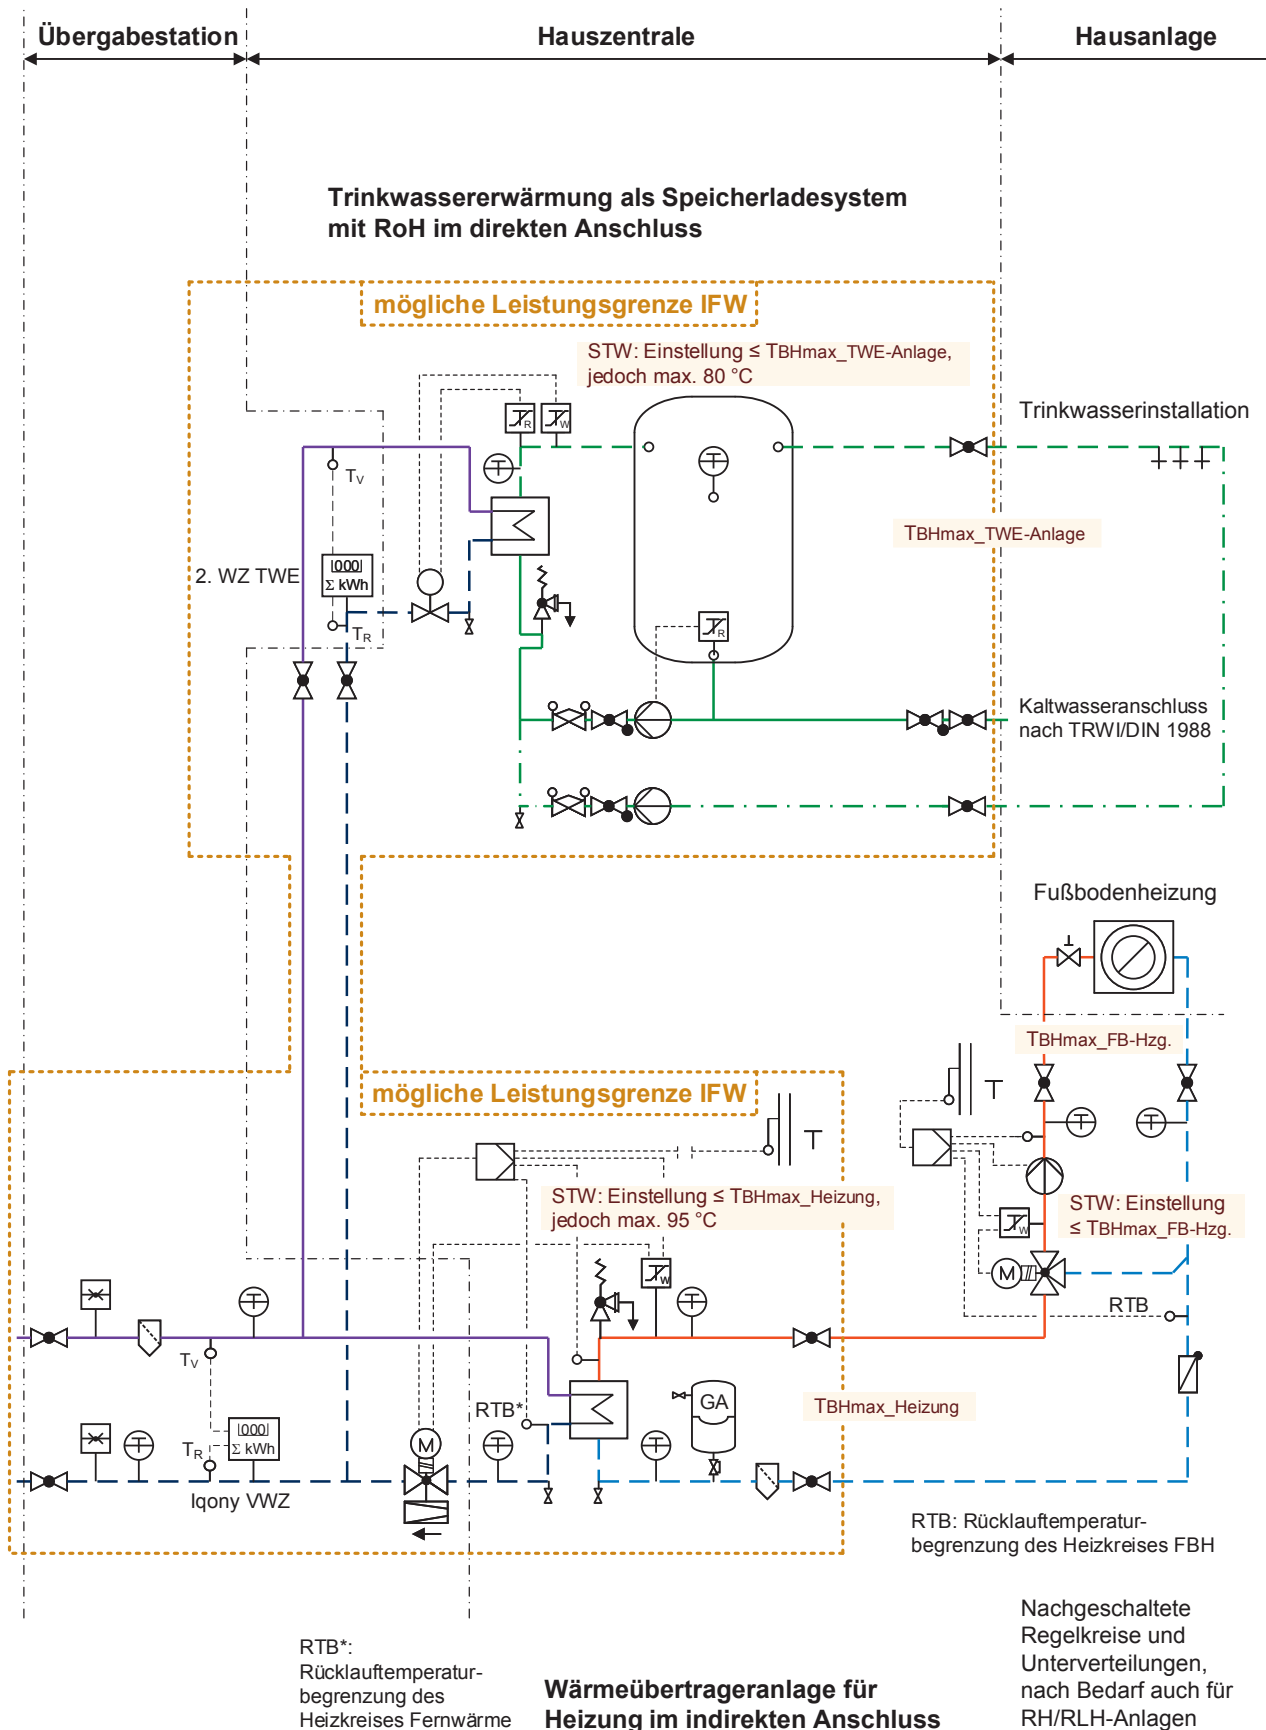 Übergabestation
Hauszentrale
Hausanlage
Trinkwassererwärmung als Speicherladesystem
mit RoH im direkten Anschluss
mögliche Leistungsgrenze IFW
STW: Einstellung ≤ TBHmax_TWE-Anlage,
jedoch max. 80 °C
R
W
T
T
Trinkwasserinstallation
TV
TBHmax_TWE-Anlage
2. WZ TWE
000
Σ kWh
TR
R
Kaltwasseranschluss
nach TRWI/DIN 1988
Fußbodenheizung
TBHmax_FB-Hzg.
mögliche Leistungsgrenze IFW
T
T
T
T
STW: Einstellung ≤ TBHmax_Heizung,
jedoch max. 95 °C
STW: Einstellung
≤ TBHmax_FB-Hzg.
W
W
M
RTB
T
T
TV
RTB*
GA
TBHmax_Heizung
000
Σ kWh
TR
T
M
T
T
Iqony VWZ
RTB: Rücklauftemperatur-
begrenzung des Heizkreises FBH
RTB*:
Rücklauftemperatur-
begrenzung des
Heizkreises Fernwärme
Wärmeübertrageranlage für
Heizung im indirekten Anschluss
Nachgeschaltete
Regelkreise und
Unterverteilungen,
nach Bedarf auch für
RH/RLH-Anlagen